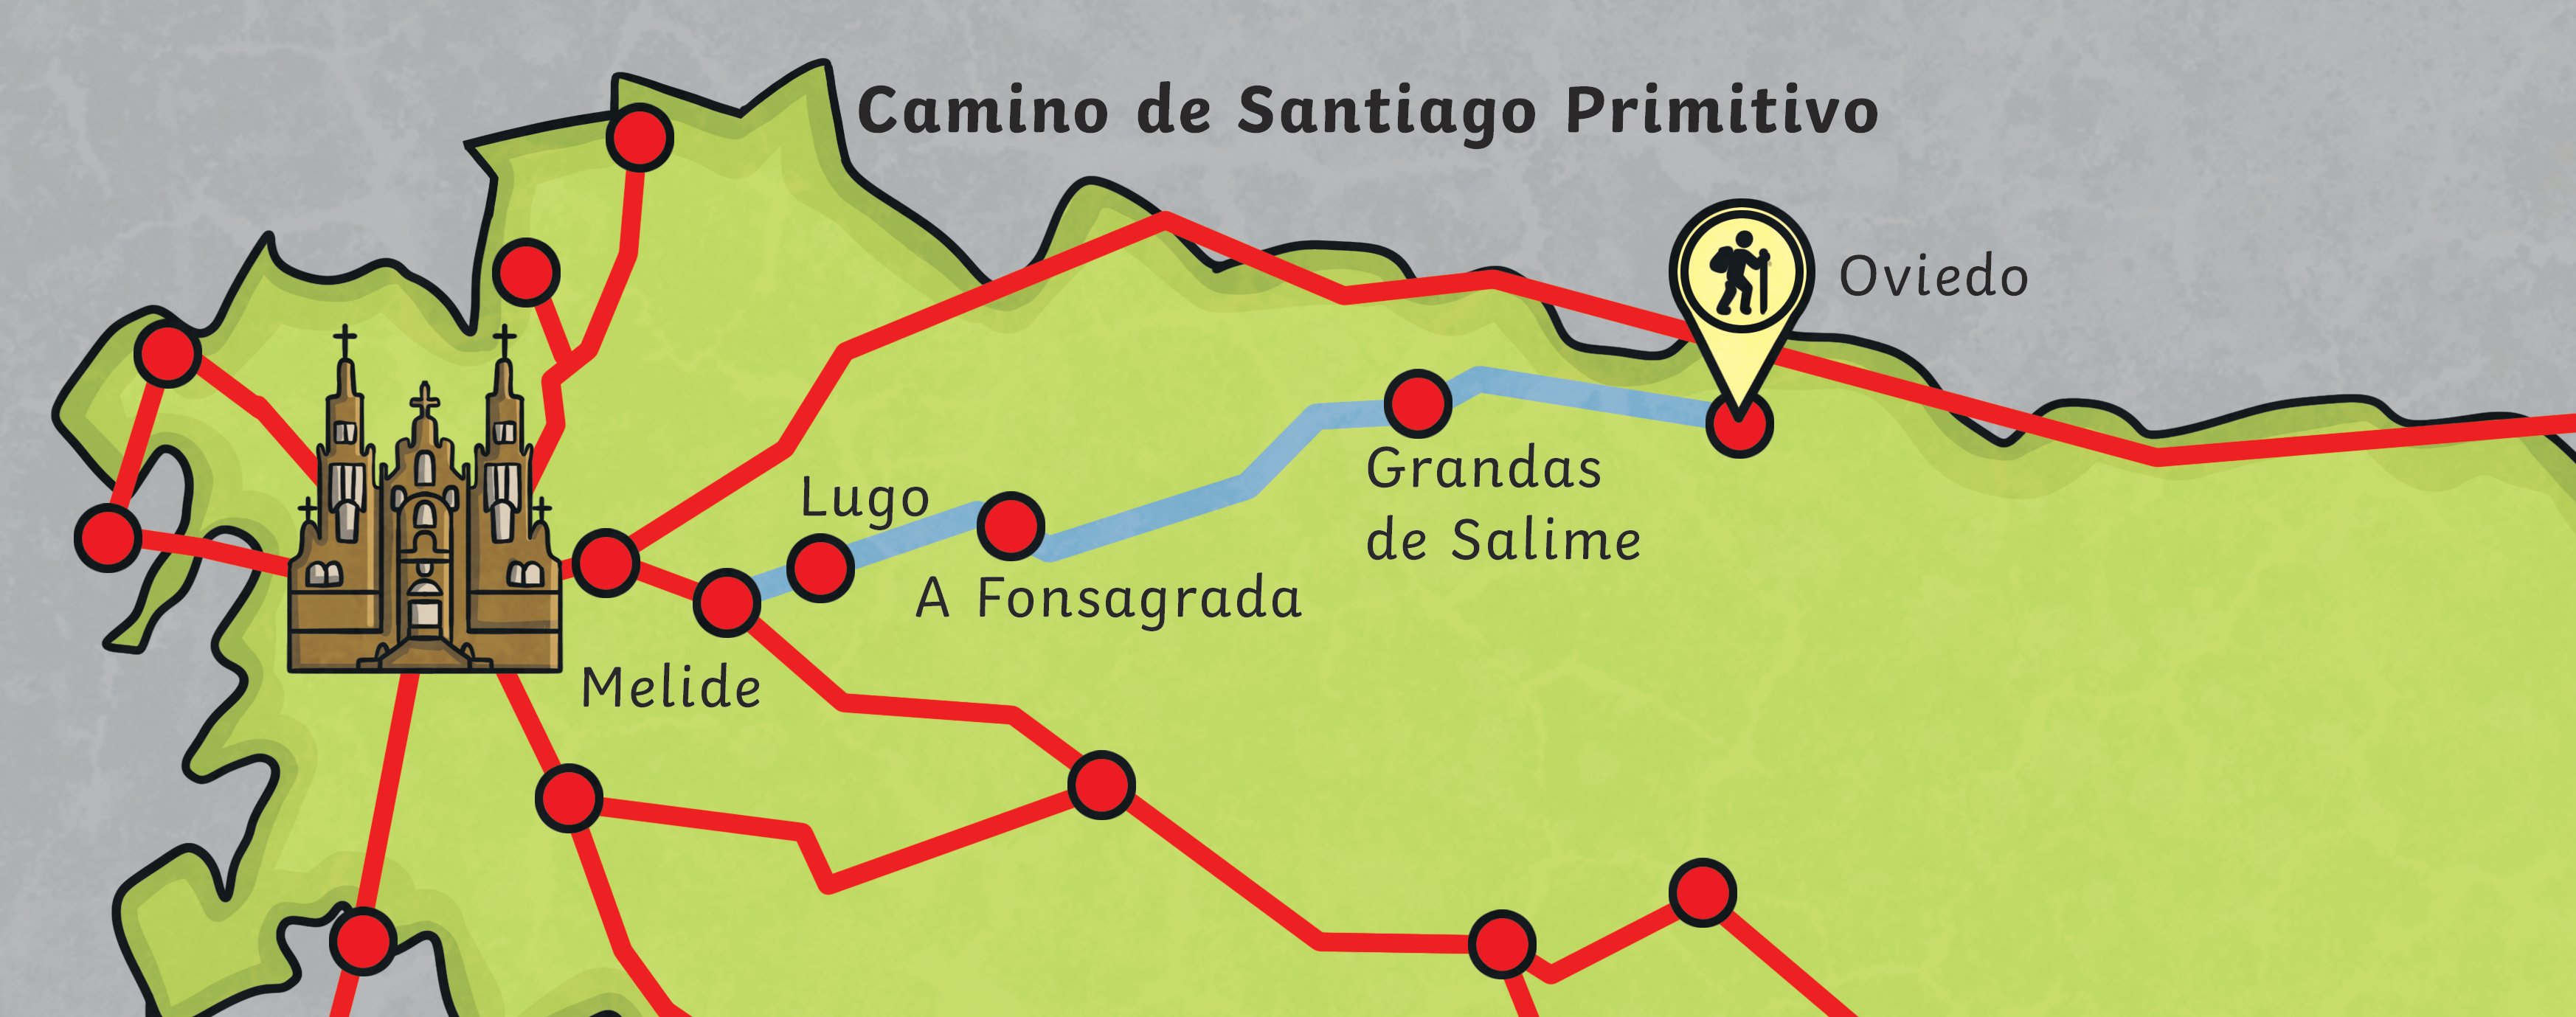 Camino de Santiago Primitivo
Oviedo
Grandas
de Salime
Lugo
A Fonsagrada
Melide